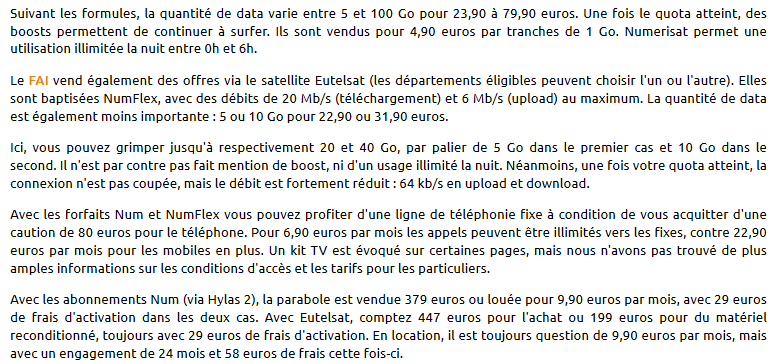 Suivant les formules, la quantité de data varie entre 5 et 100 Go pour 23,90 à 79,90 euros. Une fois le quota atteint, des
boosts permettent de continuer à surfer. Ils sont vendus pour 4,90 euros par tranches de 1 Go. Numerisat permet une
utilisation illimitée la nuit entre 0h et 6h.
Le FAI vend également des offres via le satellite Eutelsat (les départements éligibles peuvent choisir l'un ou l'autre). Elles
sont baptisées NumFlex, avec des débits de 20 Mb/s (téléchargement) et 6 Mb/s (upload) au maximum. La quantité de data
est également moins importante : 5 ou 10 Go pour 22,90 ou 31,90 euros.
Ici, vous pouvez grimper jusqu'à respectivement 20 et 40 Go, par palier de 5 Go dans le premier cas et 10 Go dans le
second. Il n'est par contre pas fait mention de boost, ni d'un usage illimité la nuit. Néanmoins, une fois votre quota atteint, la
connexion n'est pas coupée, mais le débit est fortement réduit : 64 kb/s en upload et download.
Avec les forfaits Num et NumFlex vous pouvez profiter d'une ligne de téléphonie fixe à condition de vous acquitter d'une
caution de 80 euros pour le téléphone. Pour 6,90 euros par mois les appels peuvent être illimités vers les fixes, contre 22,90
euros par mois pour les mobiles en plus. Un kit TV est évoqué sur certaines pages, mais nous n'avons pas trouvé de plus
amples informations sur les conditions d'accès et les tarifs pour les particuliers.
Avec les abonnements Num (via Hylas 2), la parabole est vendue 379 euros ou louée pour 9,90 euros par mois, avec 29 euros
de frais d'activation dans les deux cas. Avec Eutelsat, comptez 447 euros pour l'achat ou 199 euros pour du matériel
reconditionné, toujours avec 29 euros de frais d'activation. En location, il est toujours question de 9,90 euros par mois, mais
avec un engagement de 24 mois et 58 euros de frais cette fois-ci.